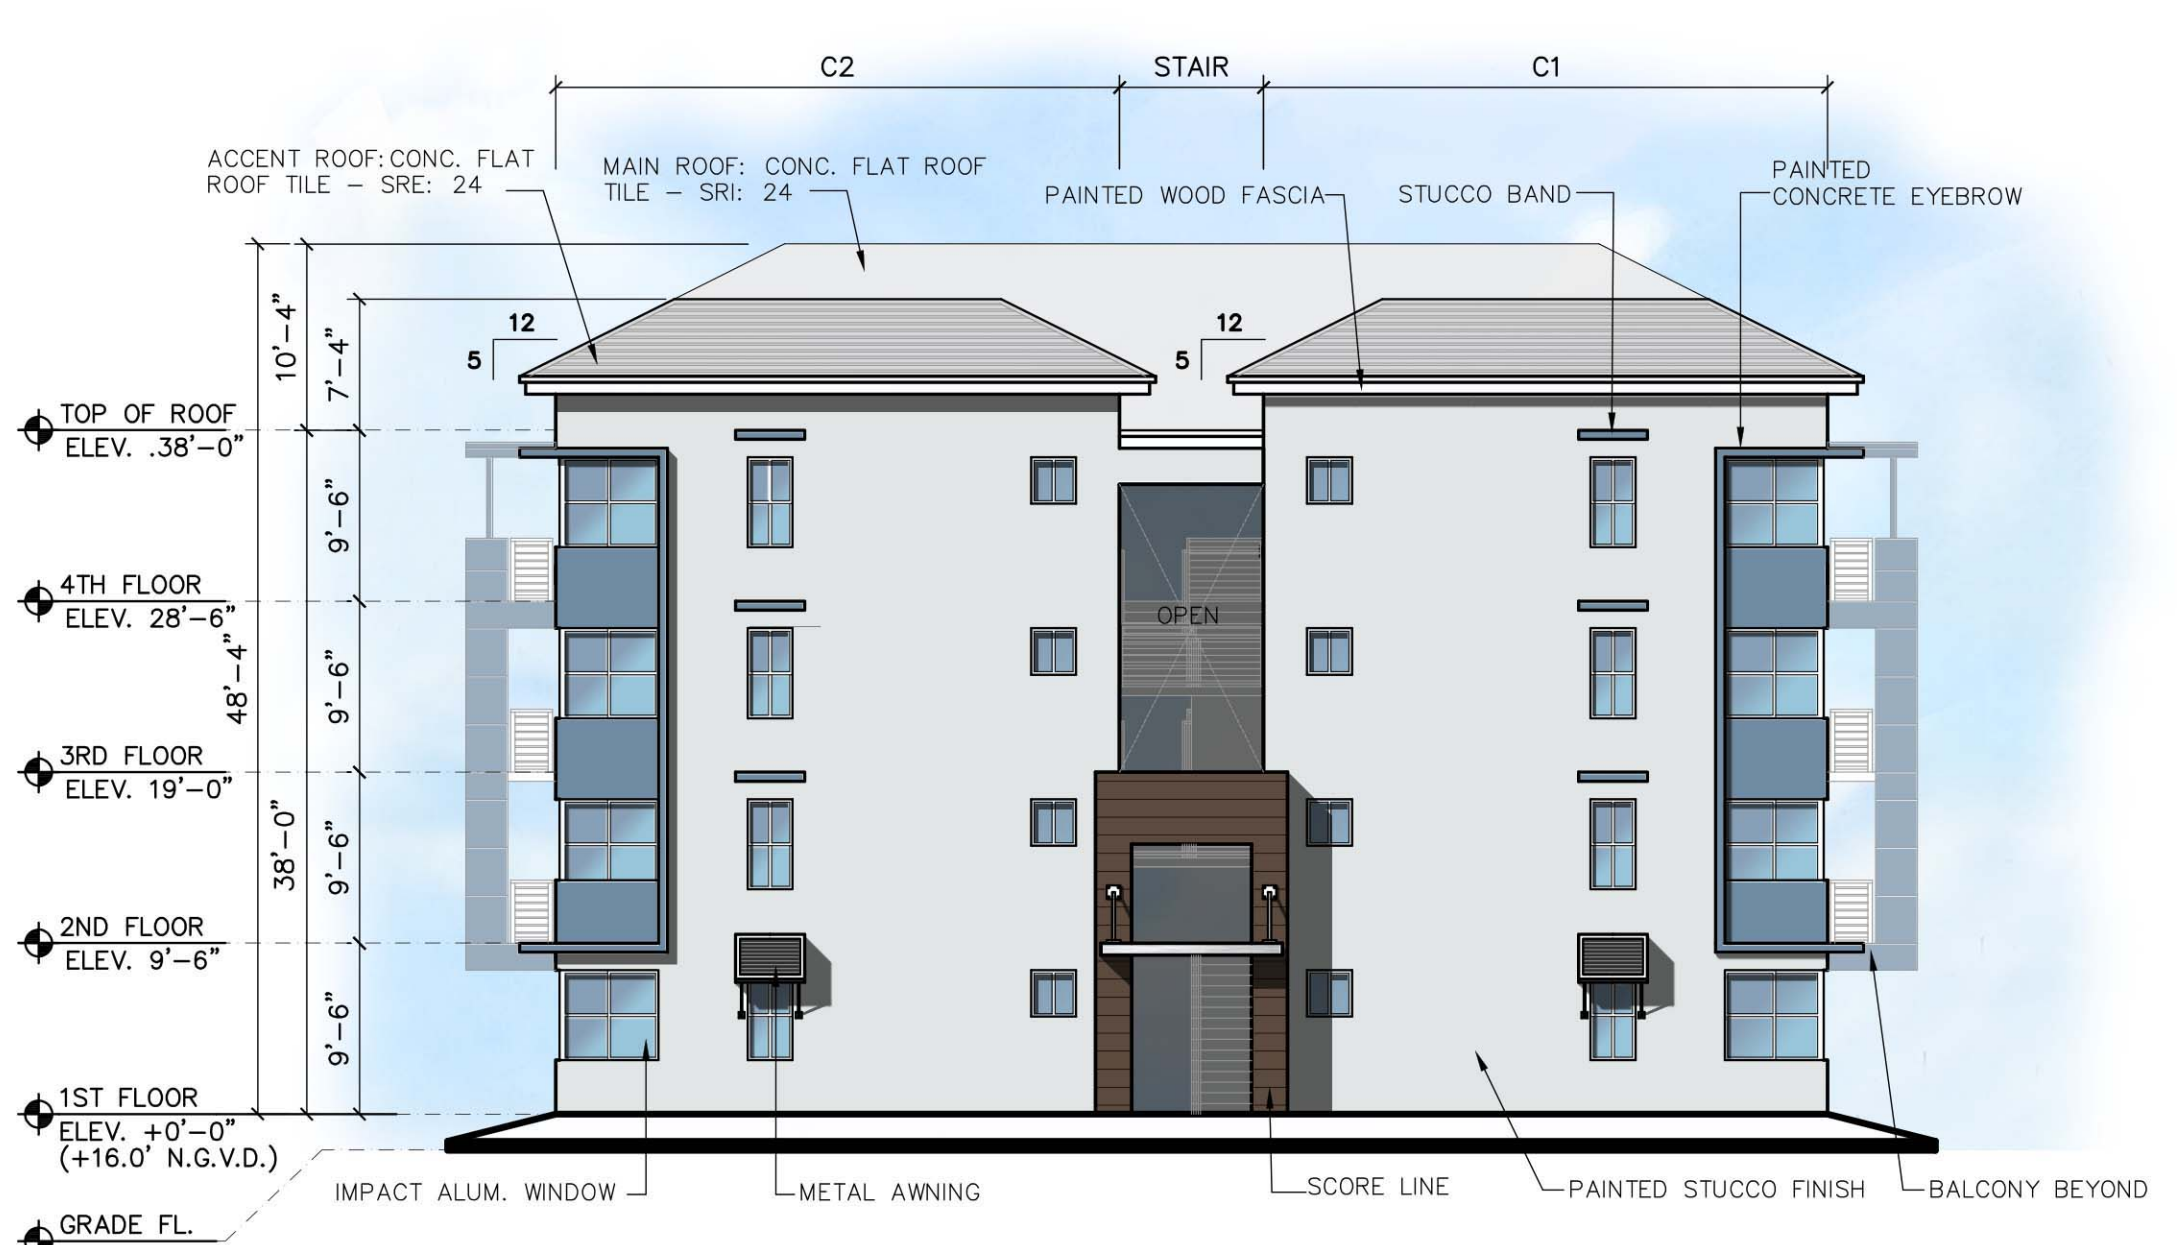 C2
STAIR
C1
ACCENT ROOF: CONC. FLAT
ROOF TILE – SRE: 24
MAIN ROOF: CONC. FLAT ROOF
TILE – SRI: 24
PAINTED WOOD FASCIA
STUCCO BAND
PAINTED
CONCRETE EYEBROW
12
5
12
5
10'–4"
7'–4"
TOP OF ROOF
ELEV. .38'–0"
9'–6"
4TH FLOOR
ELEV. 28'–6"
OPEN
48'–4"
9'–6"
3RD FLOOR
ELEV. 19'–0"
38'–0"
9'–6"
2ND FLOOR
ELEV. 9'–6"
9'–6"
1ST FLOOR
ELEV. +0'–0"
(+16.0' N.G.V.D.)
IMPACT ALUM. WINDOW
METAL AWNING
SCORE LINE
PAINTED STUCCO FINISH
BALCONY BEYOND
GRADE FL.